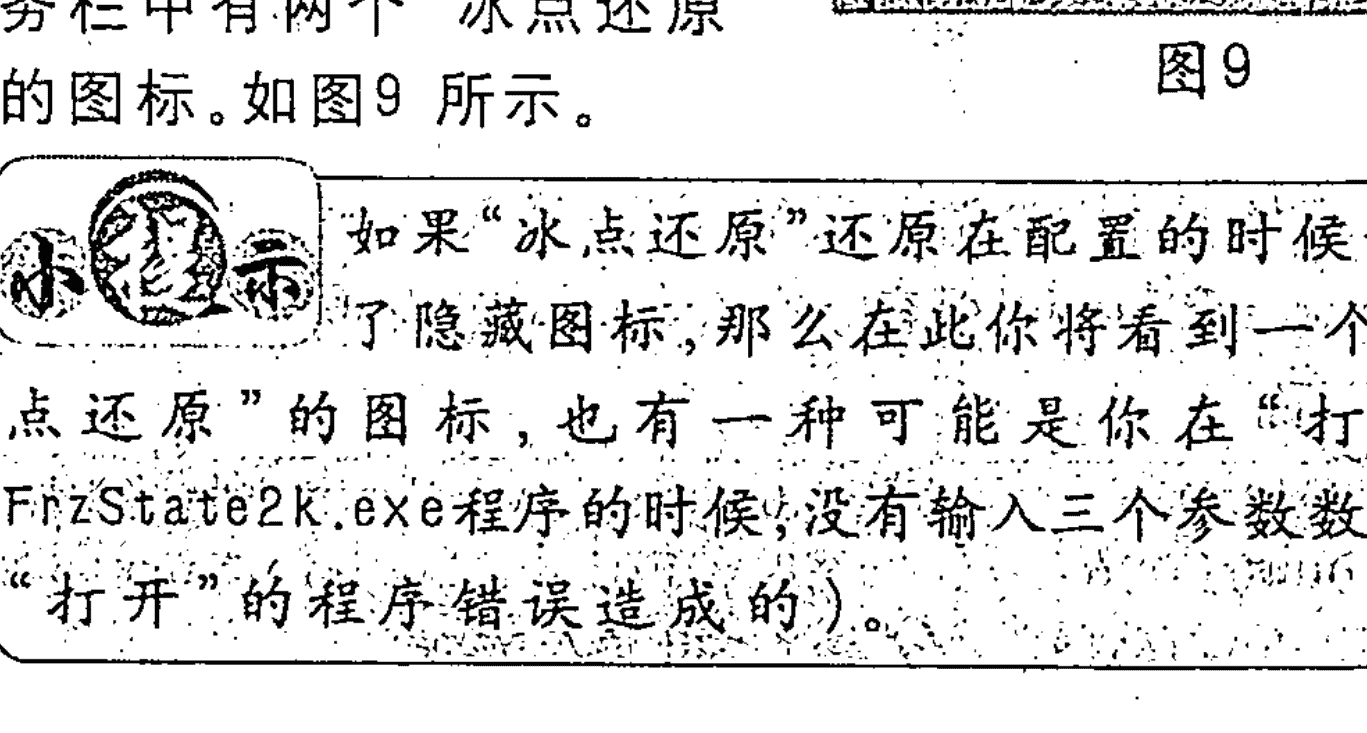 务栏中有两个 冰点还原
的图标。如图9 所示。
图9
小提示
如果“冰点还原”还原在配置的时候
了隐藏图标,那么在此你将看到一个
点还原”的图标,也有一种可能是你在“打
FrzState2k.exe程序的时候,没有输入三个参数数
“打开”的程序错误造成的)。